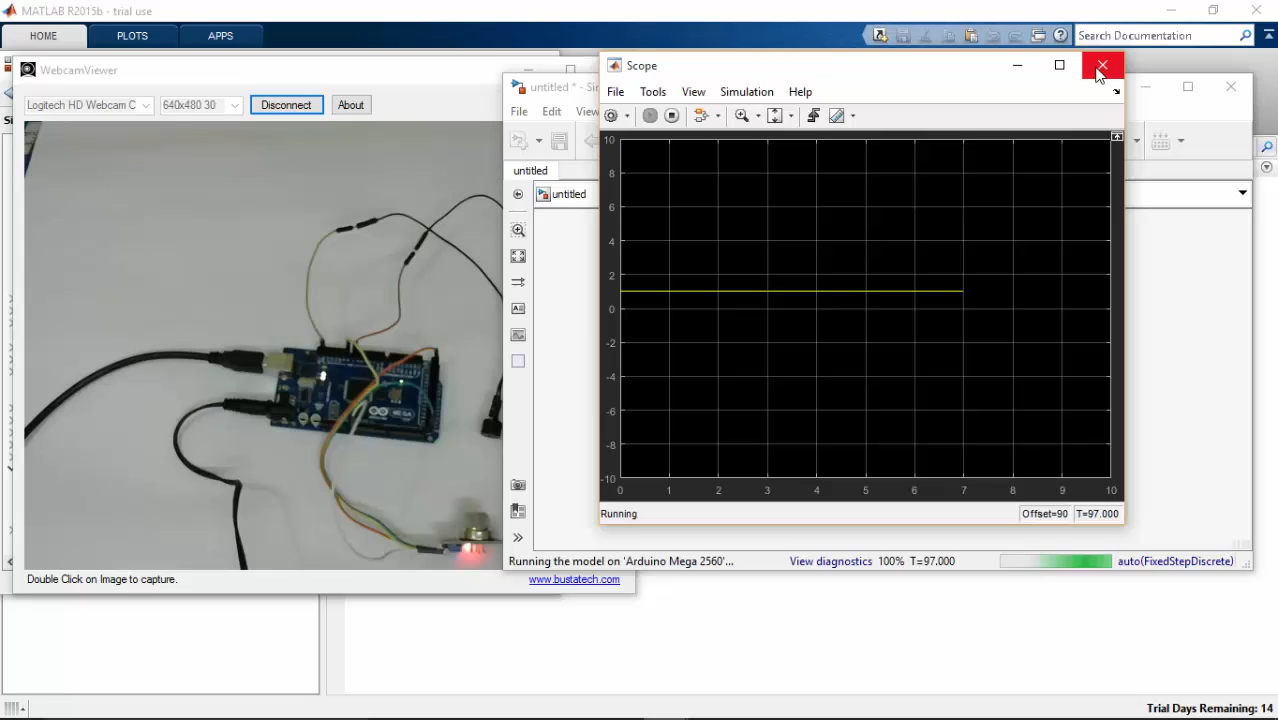 MATLAB R2015b - trial use
HOME PLOTS APPS
Search Documentation
WebcamViewer
Logitech HD Webcam C 640x480 30 Disconnect About
Double Click on Image to capture.
www.bustatech.com
untitled * - Si
File Edit View
untitled
untitled
Scope
File Tools View Simulation Help
10
8
6
4
2
0
-2
-4
-6
-8
-10
0 1 2 3 4 5 6 7 8 9 10
Running Offset=90 T=97.000
Running the model on 'Arduino Mega 2560'... View diagnostics 100% T=97.000 auto(FixedStepDiscrete)
Trial Days Remaining: 14